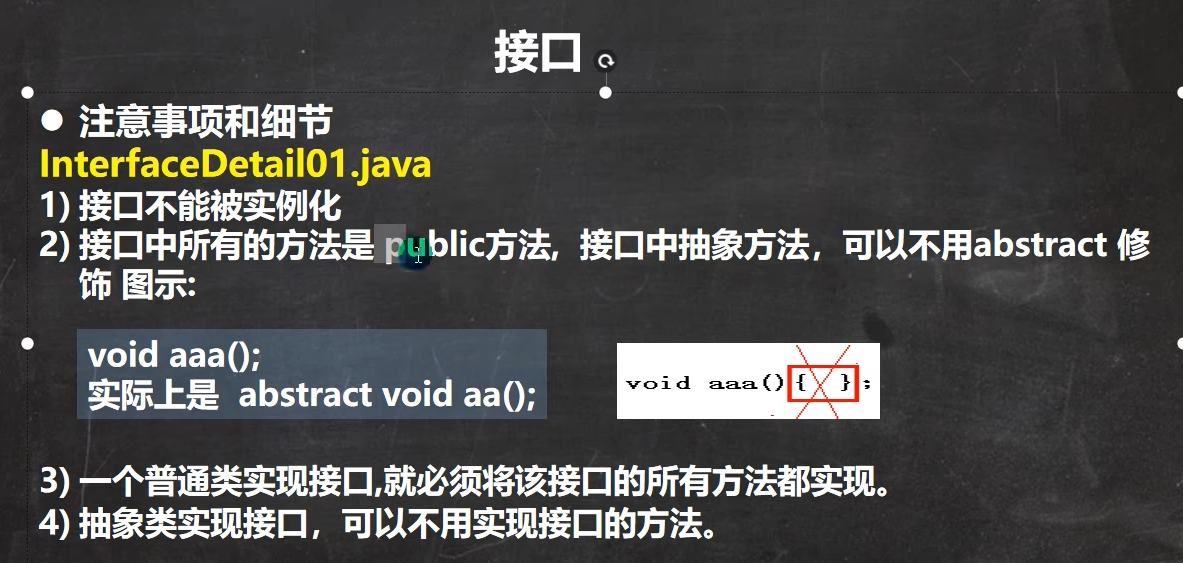 接口
● 注意事项和细节
InterfaceDetail01.java
1) 接口不能被实例化
2) 接口中所有的方法是 public方法, 接口中抽象方法，可以不用abstract 修
饰 图示:
void aaa();
实际上是 abstract void aa();
void aaa(){ };
3) 一个普通类实现接口,就必须将该接口的所有方法都实现。
4) 抽象类实现接口，可以不用实现接口的方法。